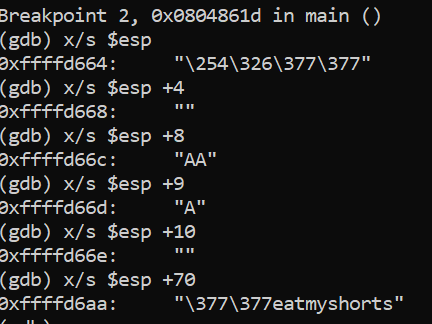 Breakpoint 2, 0x0804861d in main ()
(gdb) x/s $esp
0xffffd664: "\254\326\377\377"
(gdb) x/s $esp +4
0xffffd668: ""
(gdb) x/s $esp +8
0xffffd66c: "AA"
(gdb) x/s $esp +9
0xffffd66d: "A"
(gdb) x/s $esp +10
0xffffd66e: ""
(gdb) x/s $esp +70
0xffffd6aa: "\377\377eatmyshorts"